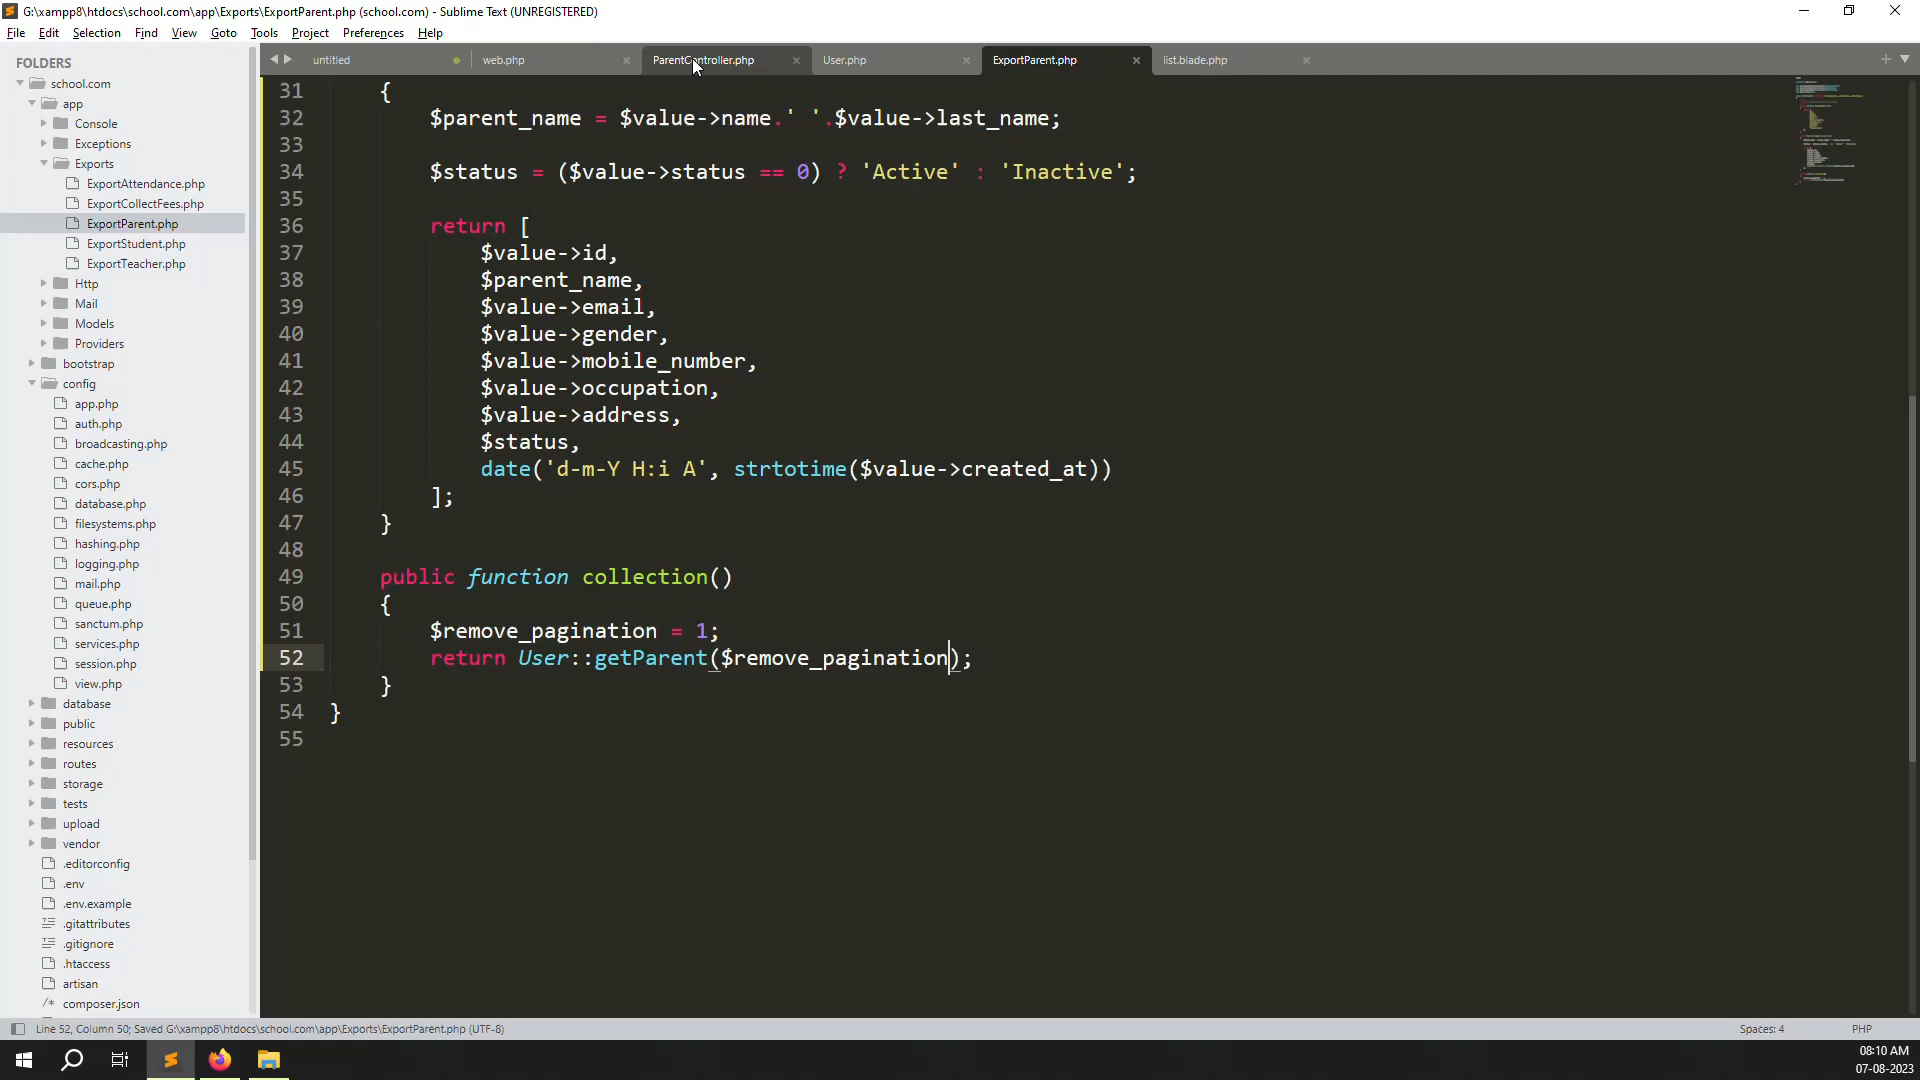 G:\xampp8\htdocs\school.com\app\Exports\ExportParent.php (school.com) - Sublime Text (UNREGISTERED)
File Edit Selection Find View Goto Tools Project Preferences Help
untitled web.php ParentController.php User.php ExportParent.php list.blade.php
FOLDERS
school.com
app
Console
Exceptions
Exports
ExportAttendance.php
ExportCollectFees.php
ExportParent.php
ExportStudent.php
ExportTeacher.php
Http
Mail
Models
Providers
bootstrap
config
app.php
auth.php
broadcasting.php
cache.php
cors.php
database.php
filesystems.php
hashing.php
logging.php
mail.php
queue.php
sanctum.php
services.php
session.php
view.php
database
public
resources
routes
storage
tests
upload
vendor
.editorconfig
.env
.env.example
.gitattributes
.gitignore
.htaccess
artisan
/* composer.json
31 {
32 $parent_name = $value->name.' '.$value->last_name;
33
34 $status = ($value->status == 0) ? 'Active' : 'Inactive';
35
36 return [
37 $value->id,
38 $parent_name,
39 $value->email,
40 $value->gender,
41 $value->mobile_number,
42 $value->occupation,
43 $value->address,
44 $status,
45 date('d-m-Y H:i A', strtotime($value->created_at))
46 ];
47 }
48
49 public function collection()
50 {
51 $remove_pagination = 1;
52 return User::getParent($remove_pagination);
53 }
54 }
55
Line 52, Column 50; Saved G:\xampp8\htdocs\school.com\app\Exports\ExportParent.php (UTF-8)
Spaces: 4 PHP
08:10 AM
07-08-2023